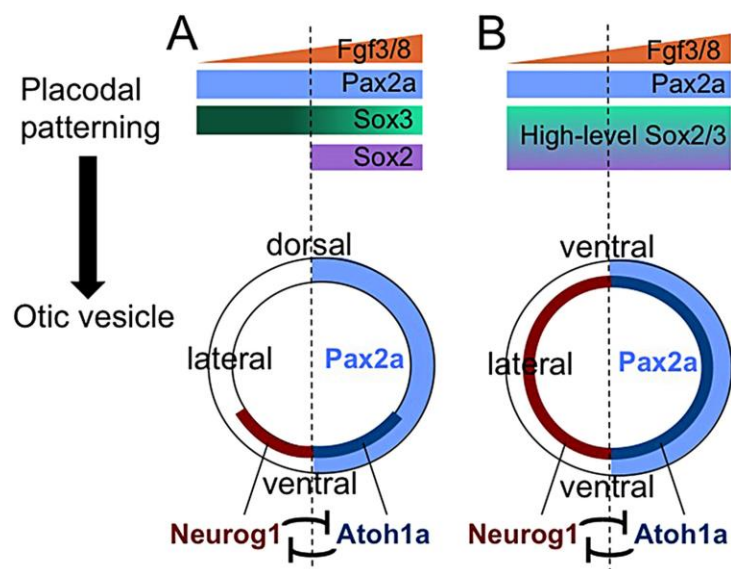 A
B
Fgf3/8
Fgf3/8
Placodal
patterning
Pax2a
Pax2a
Sox3
High-level Sox2/3
Sox2
dorsal
ventral
Otic vesicle
lateral
Pax2a
lateral
Pax2a
ventral
ventral
Neurog1
Atoh1a
Neurog1
Atoh1a